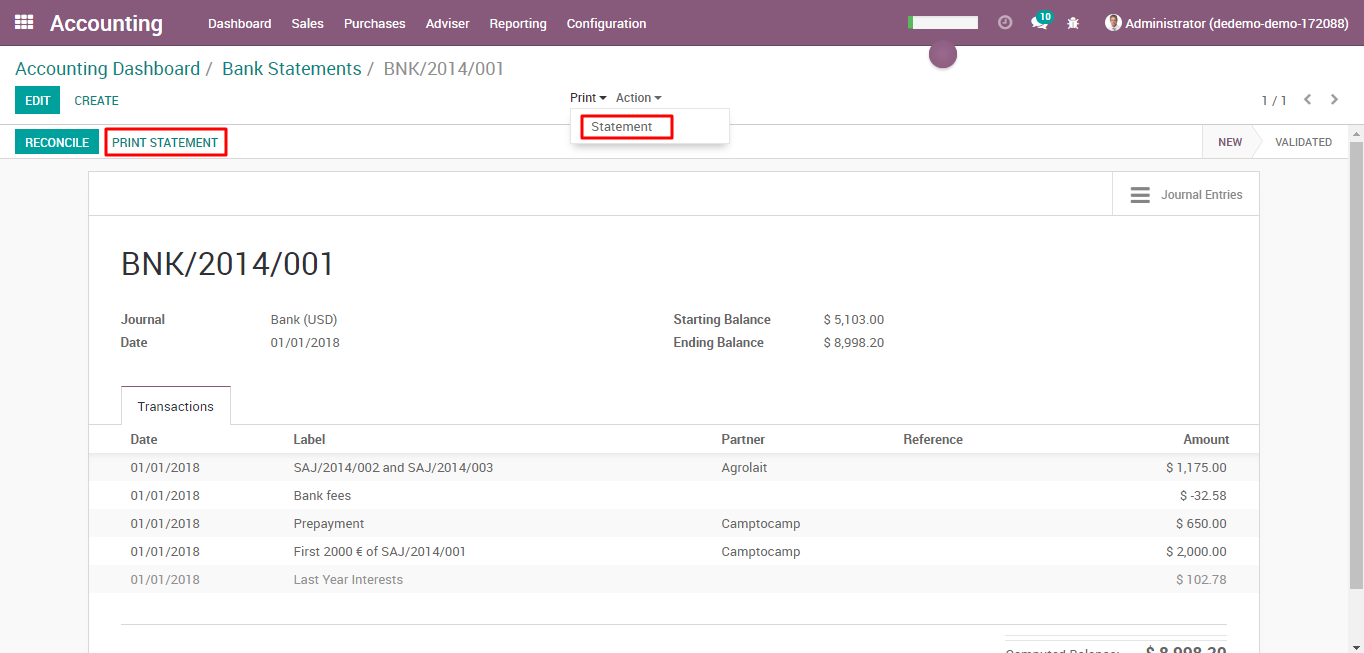 Accounting Dashboard Sales Purchases Adviser Reporting Configuration 10 Administrator (dedemo-demo-172088)
Accounting Dashboard / Bank Statements / BNK/2014/001
EDIT CREATE Print Action 1 / 1
Statement
RECONCILE PRINT STATEMENT NEW VALIDATED
Journal Entries
BNK/2014/001
Journal Bank (USD) Starting Balance $ 5,103.00
Date 01/01/2018 Ending Balance $ 8,998.20
Transactions
Date Label Partner Reference Amount
01/01/2018 SAJ/2014/002 and SAJ/2014/003 Agrolait $ 1,175.00
01/01/2018 Bank fees $ -32.58
01/01/2018 Prepayment Camptocamp $ 650.00
01/01/2018 First 2000 € of SAJ/2014/001 Camptocamp $ 2,000.00
01/01/2018 Last Year Interests $ 102.78
Computed Balance: $ 8,998.20